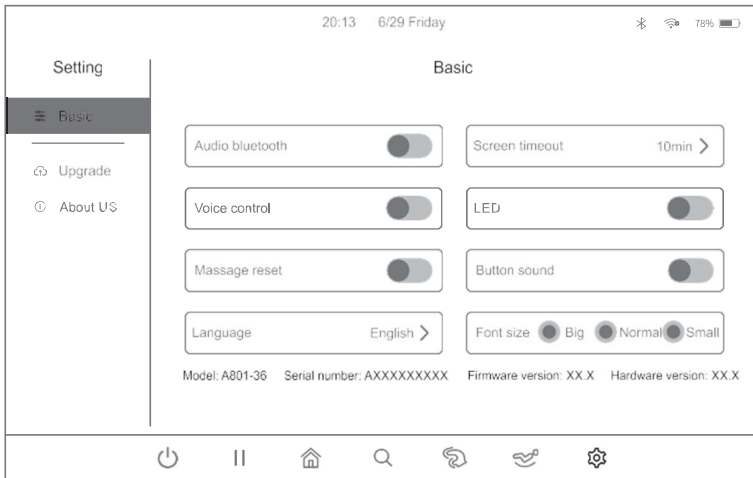 20:13 6/29 Friday 78%
Setting
Basic
Basic
Upgrade
About US
Audio bluetooth
Screen timeout 10min
Voice control
LED
Massage reset
Button sound
Language English
Font size Big Normal Small
Model: A801-36 Serial number: AXXXXXXXXXX Firmware version: XX.X Hardware version: XX.X